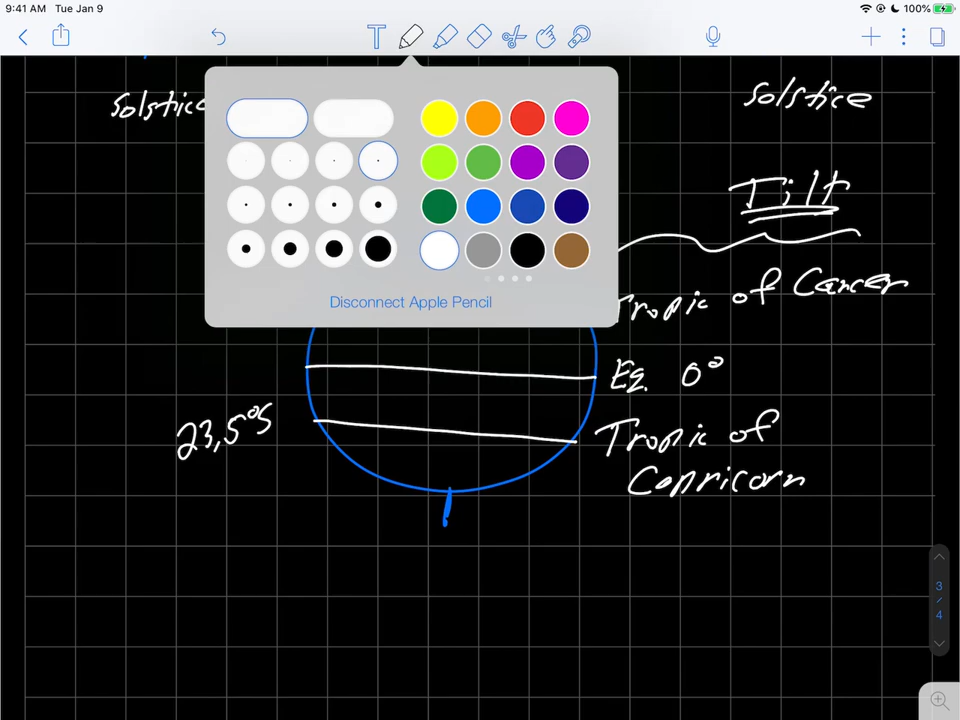 9:41 AM Tue Jan 9
100%
T
Solstice
Solstice
Tilt
Disconnect Apple Pencil
Tropic of Cancer
Eq. 0°
23,5°S
Tropic of
Capricorn
3
/
4